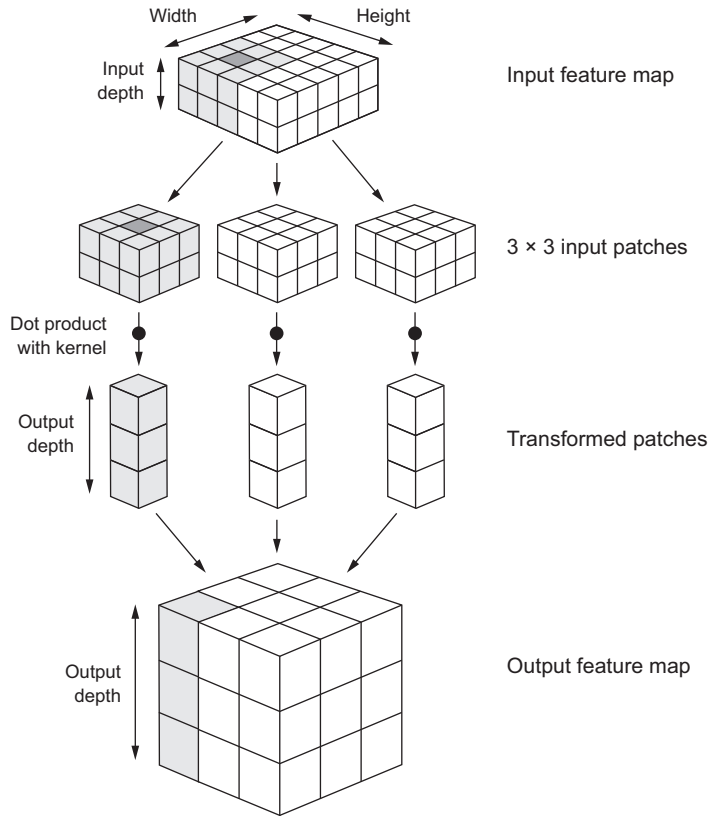 Width
Height
Input
depth
Input feature map
3 × 3 input patches
Dot product
with kernel
Output
depth
Transformed patches
Output
depth
Output feature map